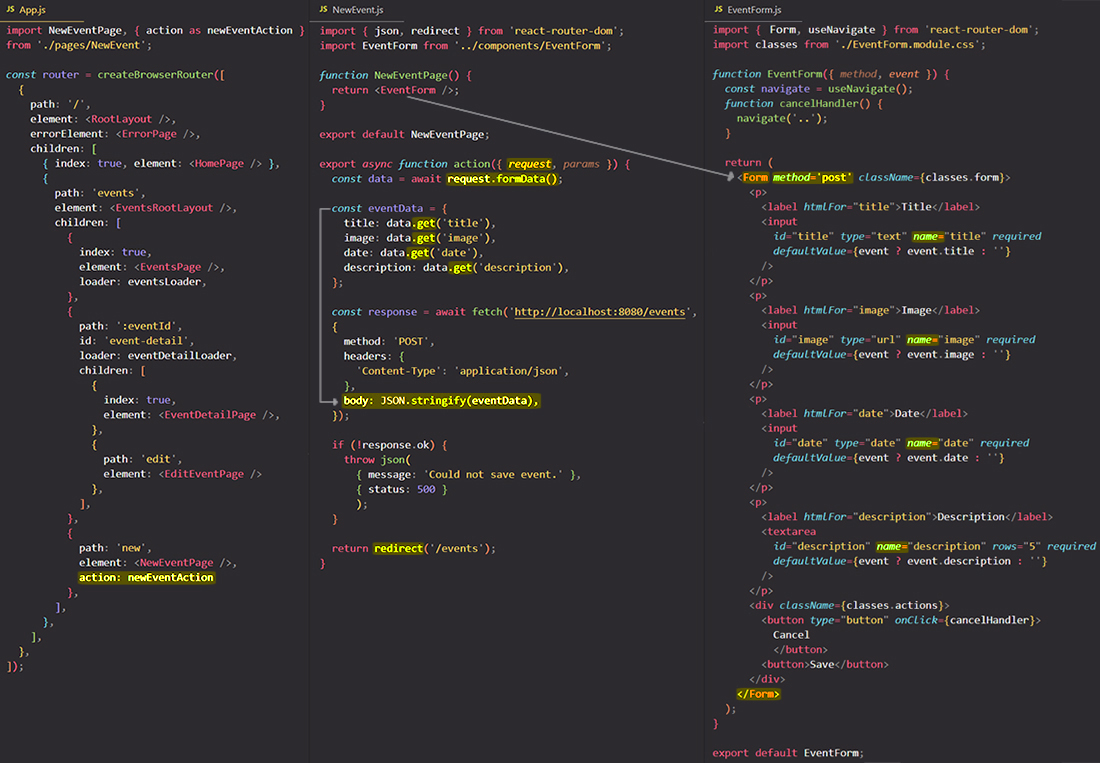 JS App.js
import NewEventPage, { action as newEventAction }
from './pages/NewEvent';
const router = createBrowserRouter([
{
path: '/',
element: <RootLayout />,
errorElement: <ErrorPage />,
children: [
{ index: true, element: <HomePage /> },
{
path: 'events',
element: <EventsRootLayout />,
children: [
{
index: true,
element: <EventsPage />,
loader: eventsLoader,
},
{
path: ':eventId',
id: 'event-detail',
loader: eventDetailLoader,
children: [
{
index: true,
element: <EventDetailPage />,
},
{
path: 'edit',
element: <EditEventPage />
},
],
},
{
path: 'new',
element: <NewEventPage />,
action: newEventAction
},
],
},
],
},
]);
JS NewEvent.js
import { json, redirect } from 'react-router-dom';
import EventForm from '../components/EventForm';
function NewEventPage() {
return <EventForm />;
}
export default NewEventPage;
export async function action({ request, params }) {
const data = await request.formData();
const eventData = {
title: data.get('title'),
image: data.get('image'),
date: data.get('date'),
description: data.get('description'),
};
const response = await fetch('http://localhost:8080/events',
{
method: 'POST',
headers: {
'Content-Type': 'application/json',
},
body: JSON.stringify(eventData),
});
if (!response.ok) {
throw json(
{ message: 'Could not save event.' },
{ status: 500 }
);
}
return redirect('/events');
}
JS EventForm.js
import { Form, useNavigate } from 'react-router-dom';
import classes from './EventForm.module.css';
function EventForm({ method, event }) {
const navigate = useNavigate();
function cancelHandler() {
navigate('..');
}
return (
<Form method='post' className={classes.form}>
<p>
<label htmlFor="title">Title</label>
<input
id="title" type="text" name="title" required
defaultValue={event ? event.title : ''}
/>
</p>
<p>
<label htmlFor="image">Image</label>
<input
id="image" type="url" name="image" required
defaultValue={event ? event.image : ''}
/>
</p>
<p>
<label htmlFor="date">Date</label>
<input
id="date" type="date" name="date" required
defaultValue={event ? event.date : ''}
/>
</p>
<p>
<label htmlFor="description">Description</label>
<textarea
id="description" name="description" rows="5" required
defaultValue={event ? event.description : ''}
/>
</p>
<div className={classes.actions}>
<button type="button" onClick={cancelHandler}>
Cancel
</button>
<button>Save</button>
</div>
</Form>
);
}
export default EventForm;